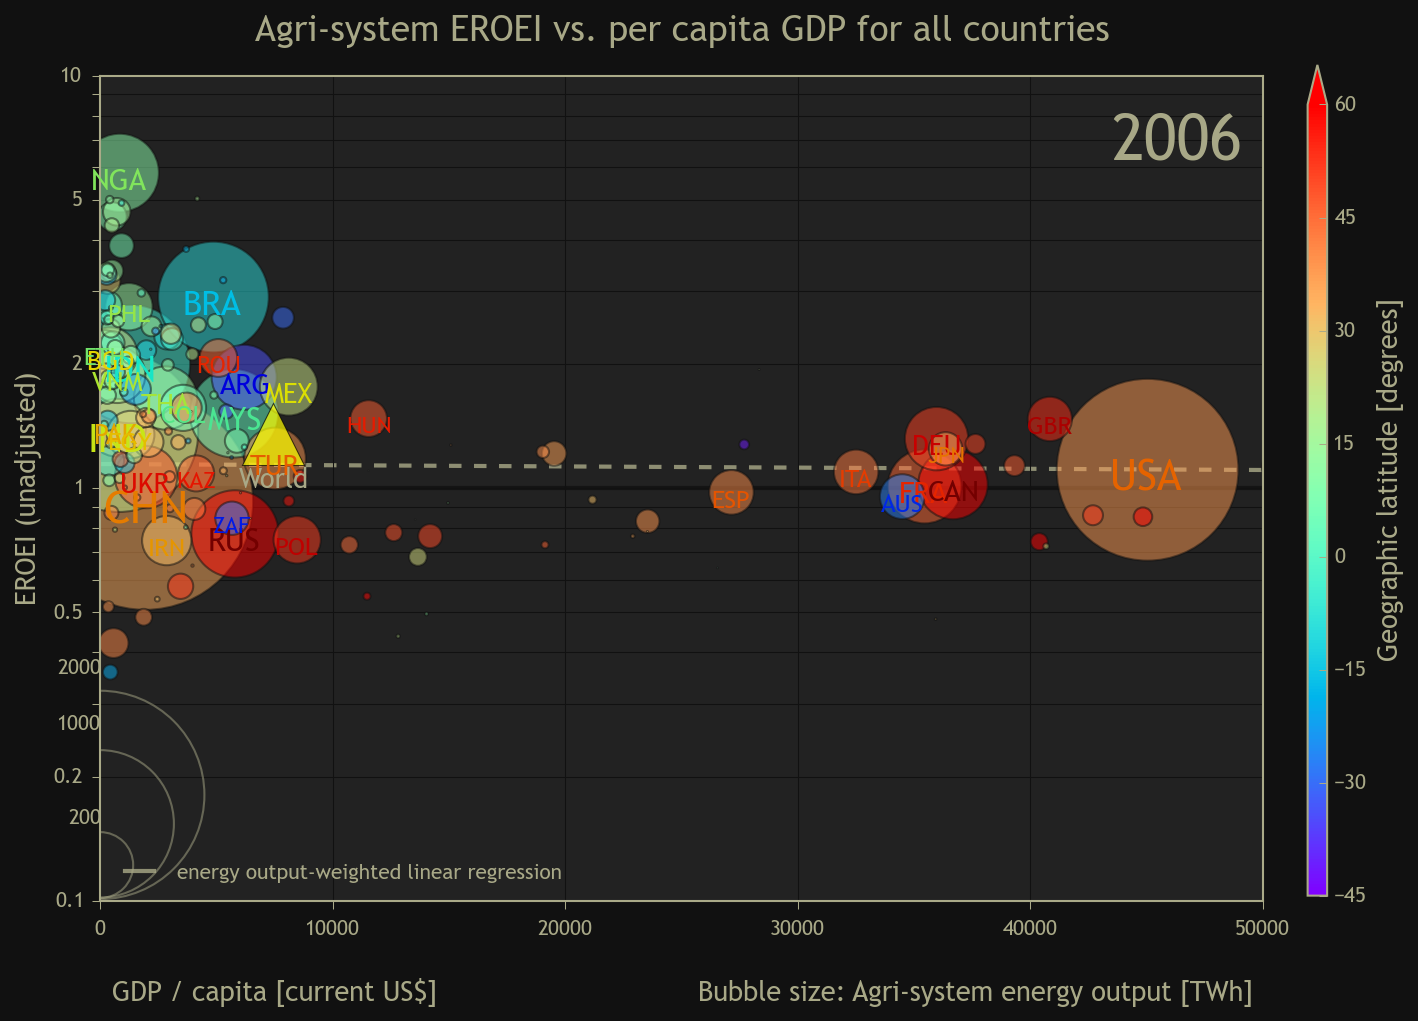 Agri-system EROEI vs. per capita GDP for all countries
2006
10
5
2
1
0.5
0.2
0.1
EROEI (unadjusted)
NGA
BRA
PHL
BGD
VNM
ROU
ARG
MEX
THA
MYS
PAK
HUN
GBR
DEU
TUR
World
UKR
KAZ
CHN
ITA
ESP
FRA
CAN
AUS
USA
ZAF
RUS
IRN
POL
2000
1000
200
energy output-weighted linear regression
0
10000
20000
30000
40000
50000
GDP / capita [current US$]
Bubble size: Agri-system energy output [TWh]
60
45
30
15
0
−15
−30
−45
Geographic latitude [degrees]